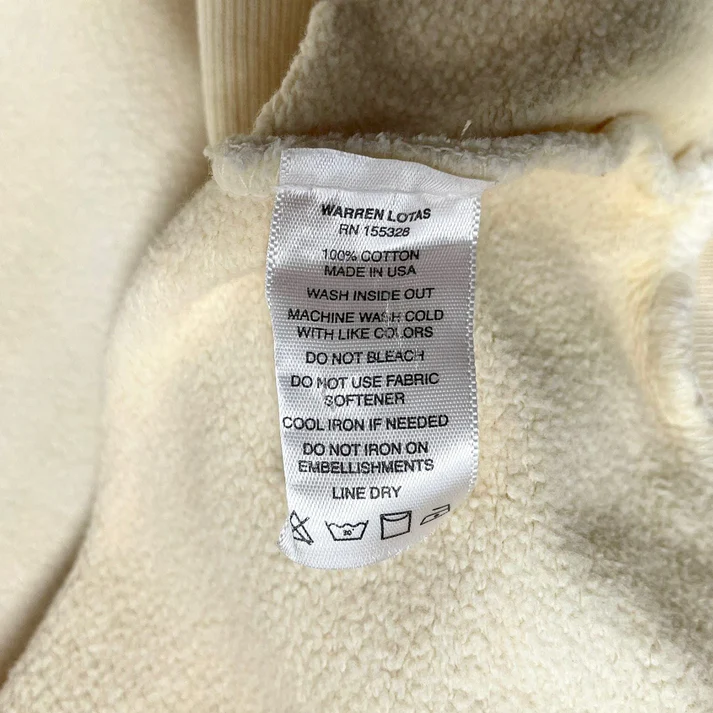 WARREN LOTAS
RN 155328
100% COTTON
MADE IN USA
WASH INSIDE OUT
MACHINE WASH COLD
WITH LIKE COLORS
DO NOT BLEACH
DO NOT USE FABRIC
SOFTENER
COOL IRON IF NEEDED
DO NOT IRON ON
EMBELLISHMENTS
LINE DRY
30°